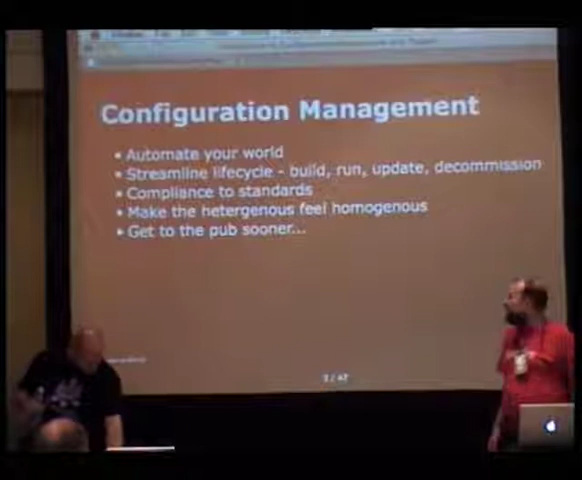 Configuration Management
• Automate your world
• Streamline lifecycle - build, run, update, decommission
• Compliance to standards
• Make the hetergenous feel homogenous
• Get to the pub sooner...